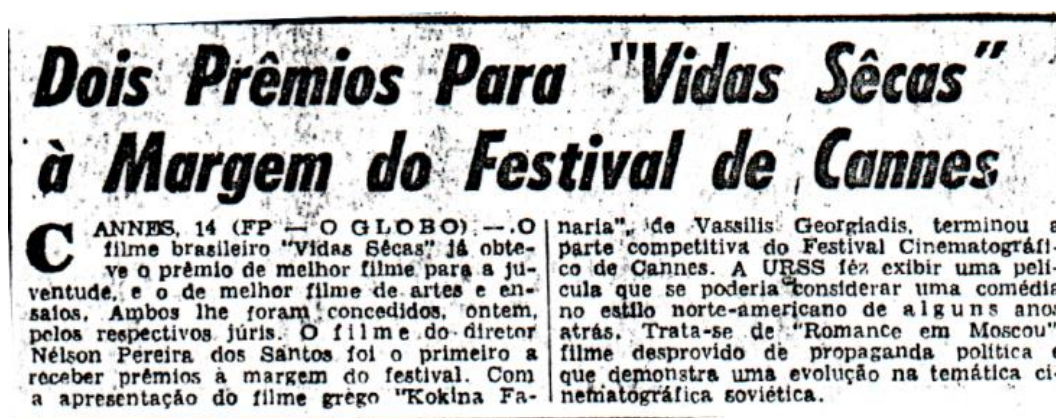 Dois Prêmios Para "Vidas Sêcas"
à Margem do Festival de Cannes
CANNES, 14 (FP — O GLOBO) — O
filme brasileiro "Vidas Sêcas" já obte-
ve o prêmio de melhor filme para a ju-
ventude, e o de melhor filme de artes e en-
saios. Ambos lhe foram concedidos, ontem,
pelos respectivos júris. O filme do diretor
Nélson Pereira dos Santos foi o primeiro a
receber prêmios à margem do festival. Com
a apresentação do filme grego "Kokina Fa-
naria", de Vassilis Georgiadis, terminou a
parte competitiva do Festival Cinematográfi-
co de Cannes. A URSS féz exibir uma pelí-
cula que se poderia considerar uma comédia
no estilo norte-americano de alguns anos
atrás. Trata-se de "Romance em Moscou"
filme desprovido de propaganda política e
que demonstra uma evolução na temática ci-
nematográfica soviética.